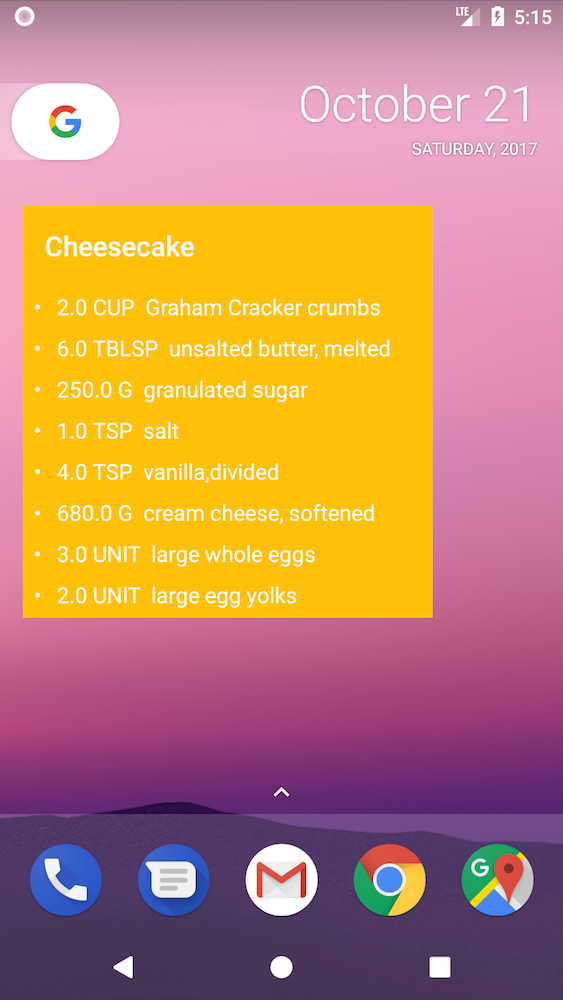 LTE 5:15
G
October 21
SATURDAY, 2017
Cheesecake
• 2.0 CUP Graham Cracker crumbs
• 6.0 TBLSP unsalted butter, melted
• 250.0 G granulated sugar
• 1.0 TSP salt
• 4.0 TSP vanilla,divided
• 680.0 G cream cheese, softened
• 3.0 UNIT large whole eggs
• 2.0 UNIT large egg yolks
G